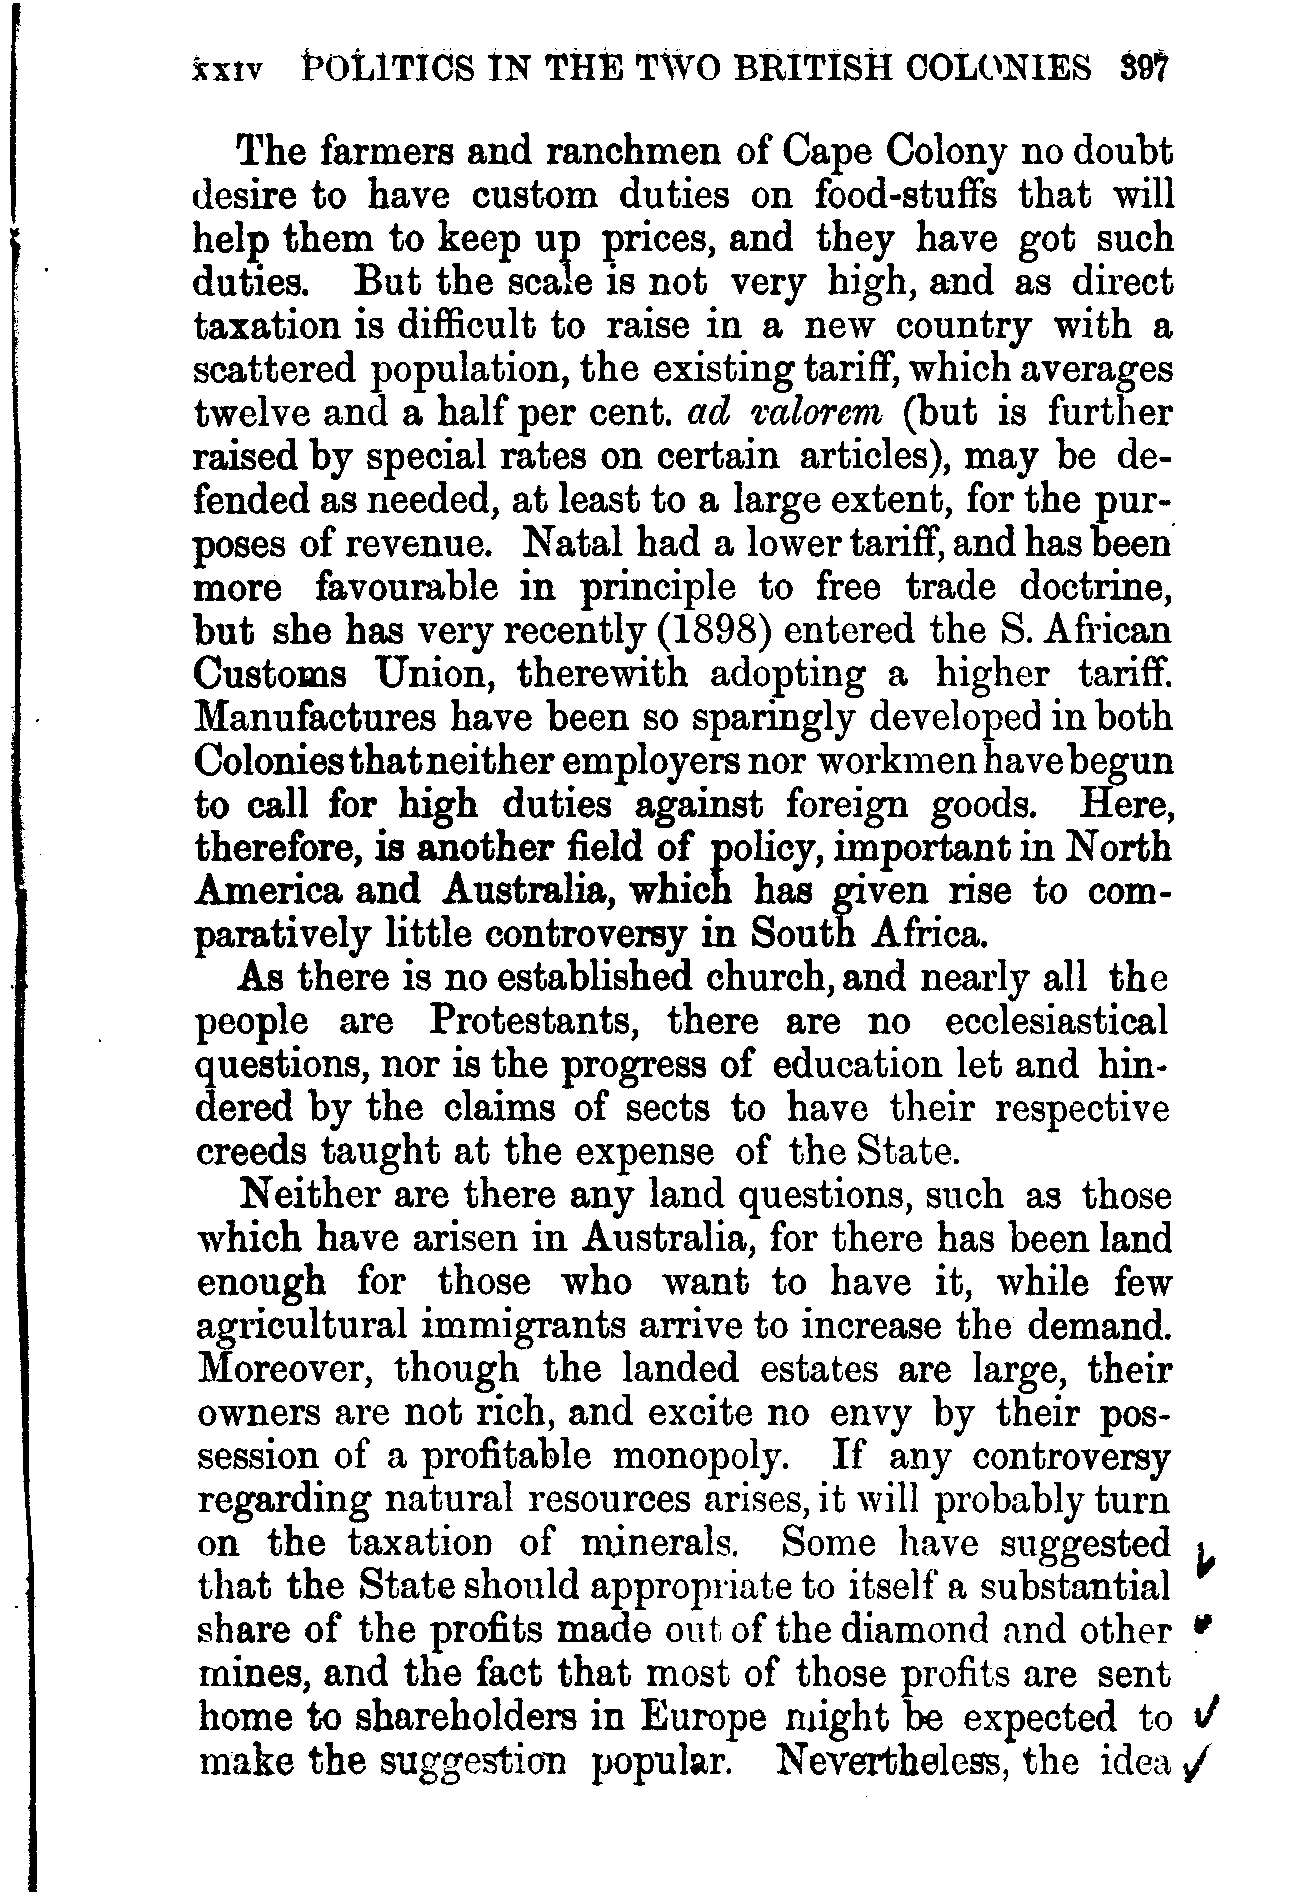 xxiv POLITICS IN THE TWO BRITISH COLONIES 397
The farmers and ranchmen of Cape Colony no doubt
desire to have custom duties on food-stuffs that will
help them to keep up prices, and they have got such
duties. But the scale is not very high, and as direct
taxation is difficult to raise in a new country with a
scattered population, the existing tariff, which averages
twelve and a half per cent. ad valorem (but is further
raised by special rates on certain articles), may be de-
fended as needed, at least to a large extent, for the pur-
poses of revenue. Natal had a lower tariff, and has been
more favourable in principle to free trade doctrine,
but she has very recently (1898) entered the S. African
Customs Union, therewith adopting a higher tariff.
Manufactures have been so sparingly developed in both
Colonies that neither employers nor workmen have begun
to call for high duties against foreign goods. Here,
therefore, is another field of policy, important in North
America and Australia, which has given rise to com-
paratively little controversy in South Africa.
As there is no established church, and nearly all the
people are Protestants, there are no ecclesiastical
questions, nor is the progress of education let and hin-
dered by the claims of sects to have their respective
creeds taught at the expense of the State.
Neither are there any land questions, such as those
which have arisen in Australia, for there has been land
enough for those who want to have it, while few
agricultural immigrants arrive to increase the demand.
Moreover, though the landed estates are large, their
owners are not rich, and excite no envy by their pos-
session of a profitable monopoly. If any controversy
regarding natural resources arises, it will probably turn
on the taxation of minerals. Some have suggested
that the State should appropriate to itself a substantial
share of the profits made out of the diamond and other
mines, and the fact that most of those profits are sent
home to shareholders in Europe might be expected to
make the suggestion popular. Nevertheless, the idea